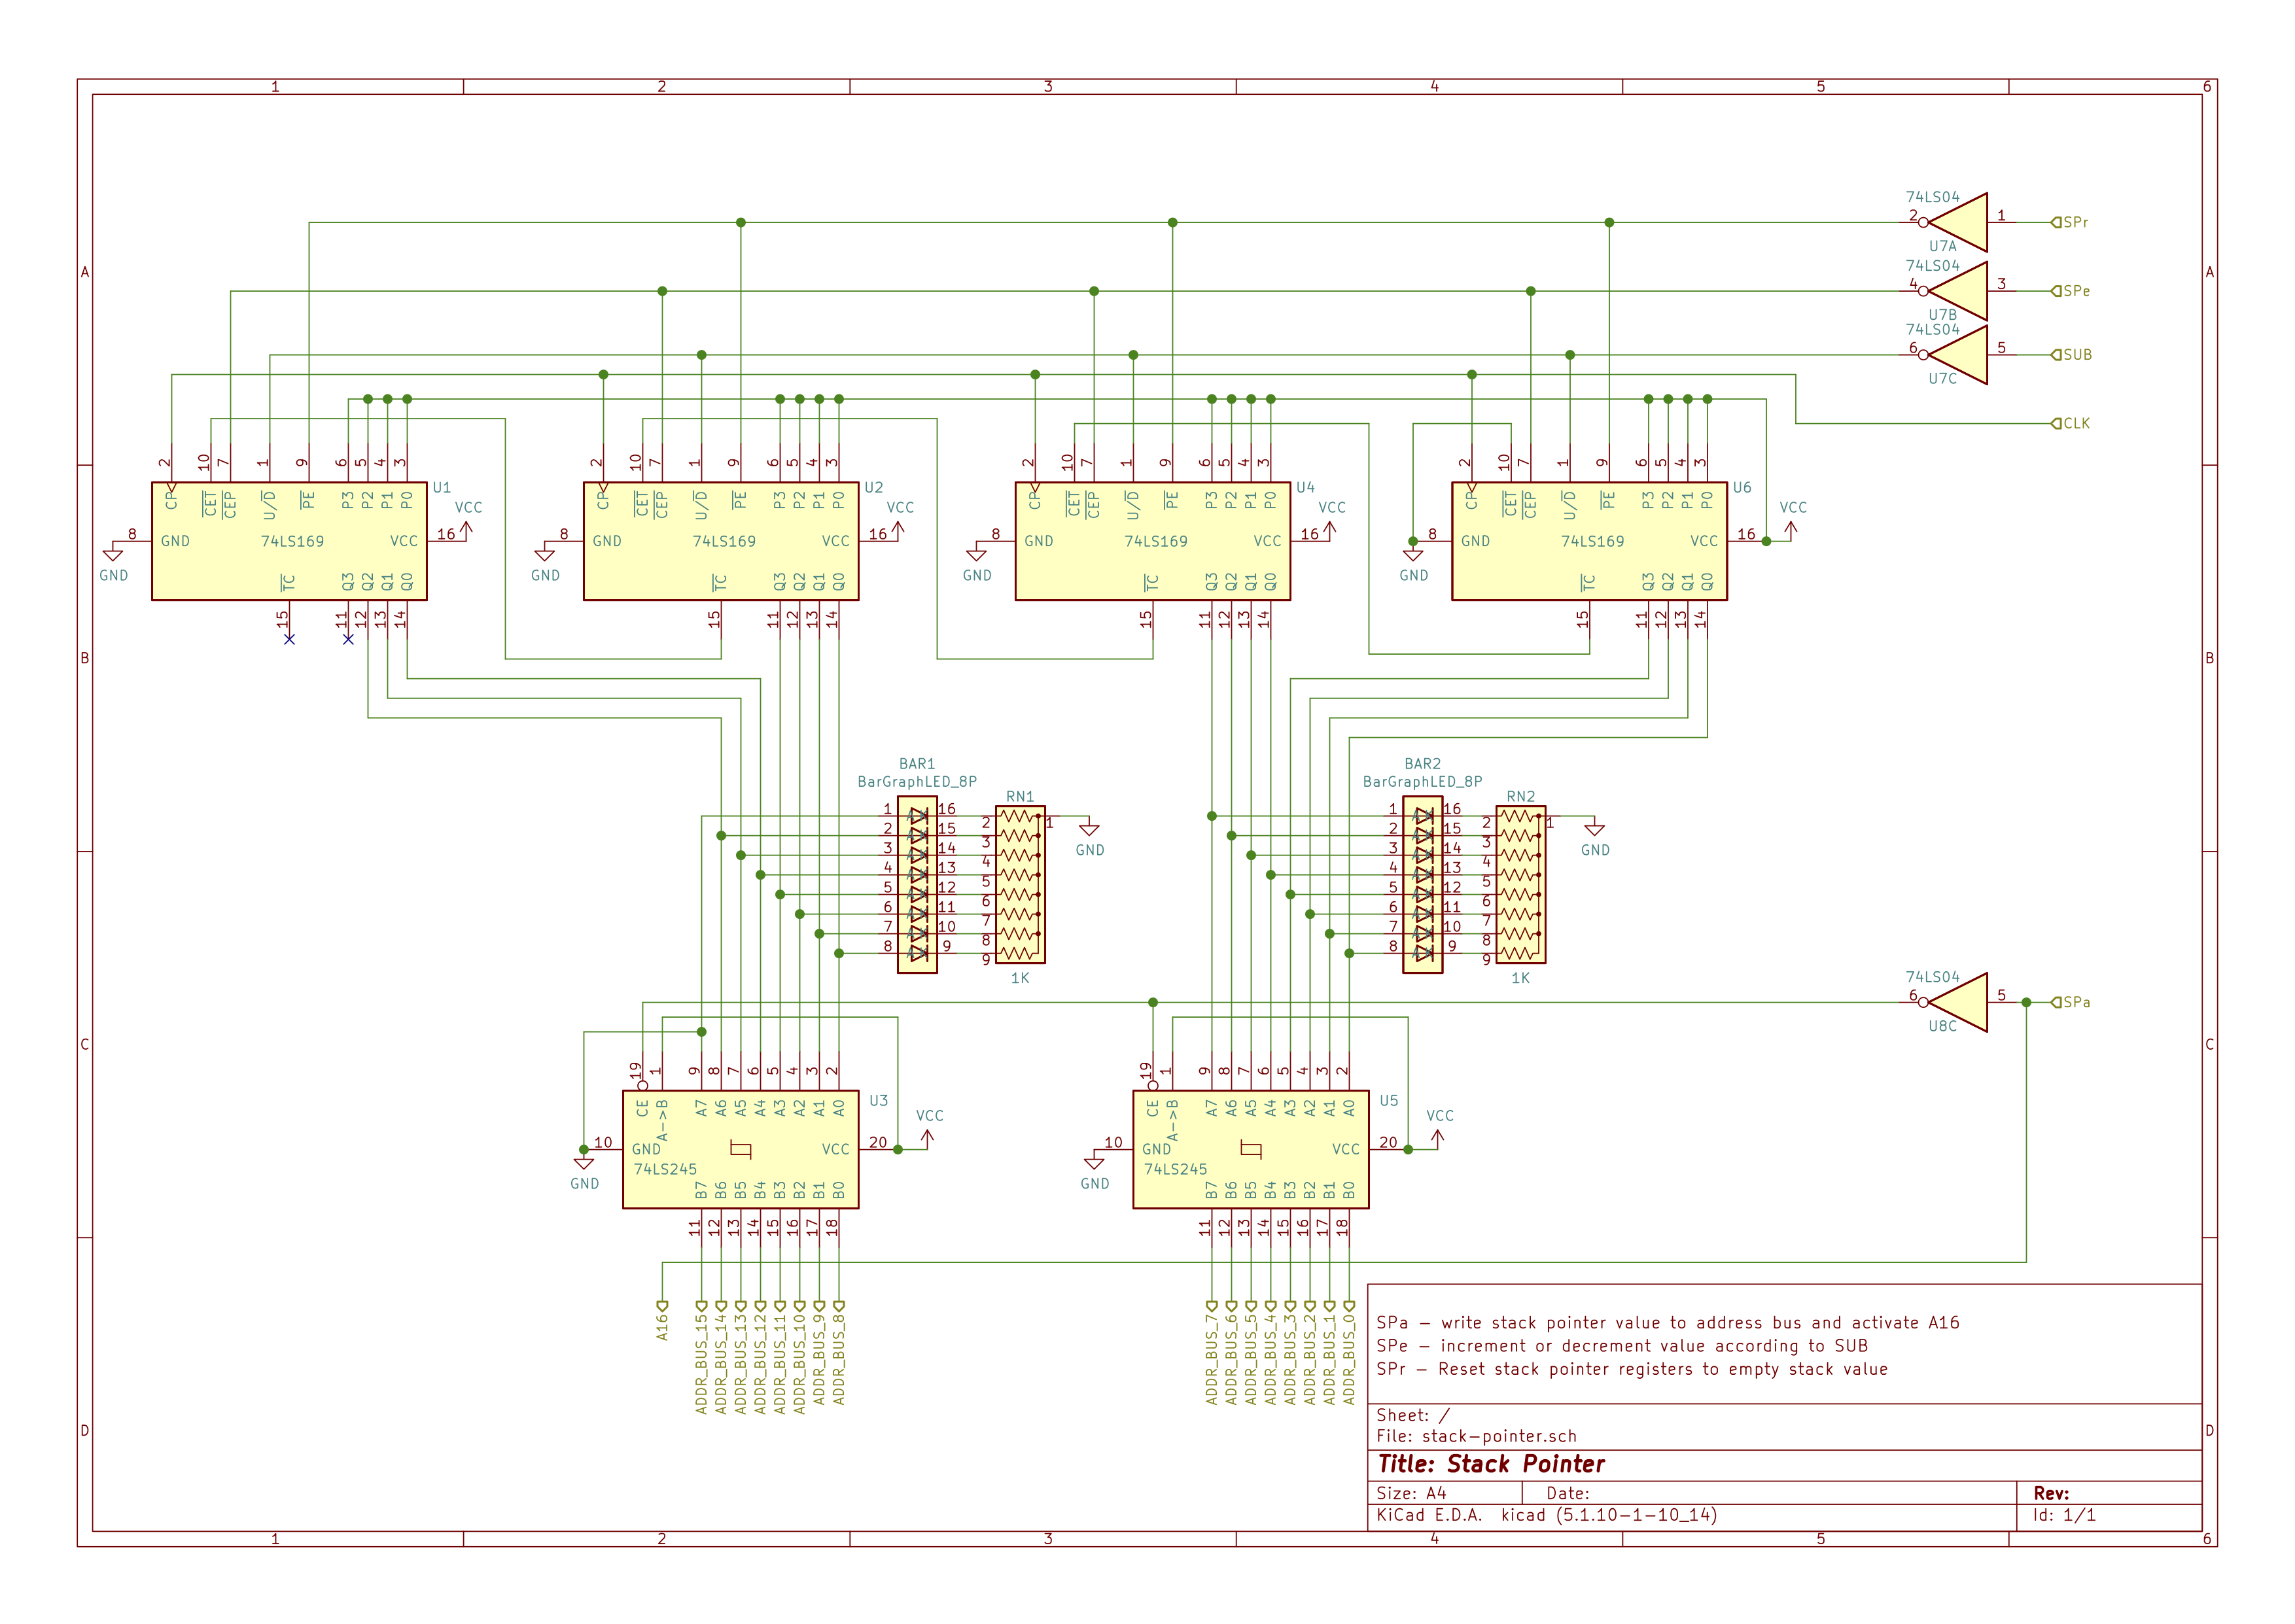 1 2 3 4 5 6
A A
B B
C C
D D
1 2 3 4 5 6
74LS04
2 1 SPr
U7A
74LS04
4 3 SPe
U7B
74LS04
6 5 SUB
U7C
CLK
2 10 7 1 9 6 5 4 3
CP CET CEP U/D PE P3 P2 P1 P0
U1
VCC
8 GND 74LS169 VCC 16
GND
TC Q3 Q2 Q1 Q0
15 11 12 13 14
2 10 7 1 9 6 5 4 3
CP CET CEP U/D PE P3 P2 P1 P0
U2
VCC
8 GND 74LS169 VCC 16
GND
TC Q3 Q2 Q1 Q0
15 11 12 13 14
2 10 7 1 9 6 5 4 3
CP CET CEP U/D PE P3 P2 P1 P0
U4
VCC
8 GND 74LS169 VCC 16
GND
TC Q3 Q2 Q1 Q0
15 11 12 13 14
2 10 7 1 9 6 5 4 3
CP CET CEP U/D PE P3 P2 P1 P0
U6
VCC
8 GND 74LS169 VCC 16
GND
TC Q3 Q2 Q1 Q0
15 11 12 13 14
BAR1
BarGraphLED_8P
RN1
1 16 2 1
2 15 3
3 14 4
4 13 5
5 12 6
6 11 7
7 10 8
8 9 9
GND
1K
BAR2
BarGraphLED_8P
RN2
1 16 2 1
2 15 3
3 14 4
4 13 5
5 12 6
6 11 7
7 10 8
8 9 9
GND
1K
74LS04
6 5 SPa
U8C
19 1 9 8 7 6 5 4 3 2
CE A->B A7 A6 A5 A4 A3 A2 A1 A0
U3
VCC
10 GND VCC 20
74LS245
GND
B7 B6 B5 B4 B3 B2 B1 B0
11 12 13 14 15 16 17 18
19 1 9 8 7 6 5 4 3 2
CE A->B A7 A6 A5 A4 A3 A2 A1 A0
U5
VCC
10 GND VCC 20
74LS245
GND
B7 B6 B5 B4 B3 B2 B1 B0
11 12 13 14 15 16 17 18
A16
ADDR_BUS_15
ADDR_BUS_14
ADDR_BUS_13
ADDR_BUS_12
ADDR_BUS_11
ADDR_BUS_10
ADDR_BUS_9
ADDR_BUS_8
ADDR_BUS_7
ADDR_BUS_6
ADDR_BUS_5
ADDR_BUS_4
ADDR_BUS_3
ADDR_BUS_2
ADDR_BUS_1
ADDR_BUS_0
SPa – write stack pointer value to address bus and activate A16
SPe – increment or decrement value according to SUB
SPr – Reset stack pointer registers to empty stack value
Sheet: /
File: stack-pointer.sch
Title: Stack Pointer
Size: A4 Date: Rev:
KiCad E.D.A. kicad (5.1.10-1-10_14) Id: 1/1